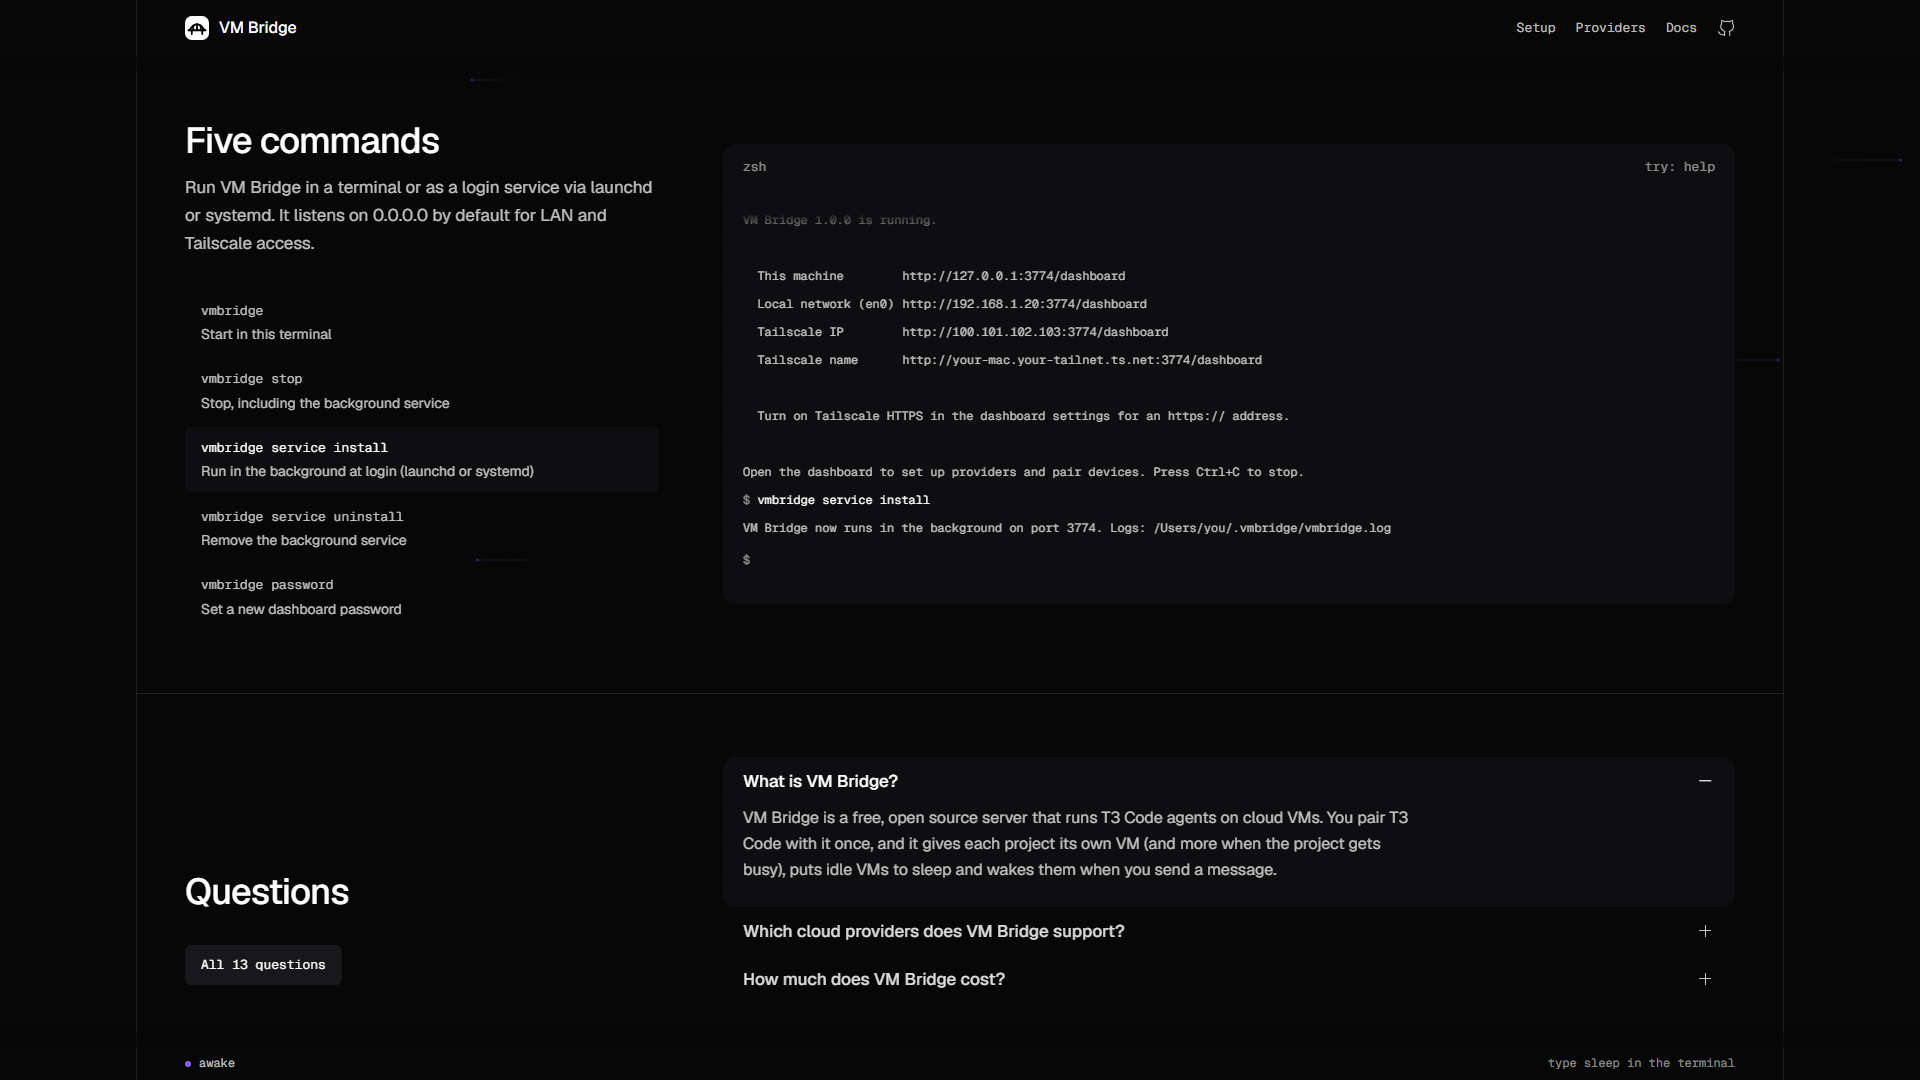 VM Bridge
Setup Providers Docs
Five commands
Run VM Bridge in a terminal or as a login service via launchd
or systemd. It listens on 0.0.0.0 by default for LAN and
Tailscale access.
vmbridge
Start in this terminal
vmbridge stop
Stop, including the background service
vmbridge service install
Run in the background at login (launchd or systemd)
vmbridge service uninstall
Remove the background service
vmbridge password
Set a new dashboard password
zsh try: help
VM Bridge 1.0.0 is running.
This machine http://127.0.0.1:3774/dashboard
Local network (en0) http://192.168.1.20:3774/dashboard
Tailscale IP http://100.101.102.103:3774/dashboard
Tailscale name http://your-mac.your-tailnet.ts.net:3774/dashboard
Turn on Tailscale HTTPS in the dashboard settings for an https:// address.
Open the dashboard to set up providers and pair devices. Press Ctrl+C to stop.
$ vmbridge service install
VM Bridge now runs in the background on port 3774. Logs: /Users/you/.vmbridge/vmbridge.log
$
Questions
All 13 questions
What is VM Bridge?
VM Bridge is a free, open source server that runs T3 Code agents on cloud VMs. You pair T3
Code with it once, and it gives each project its own VM (and more when the project gets
busy), puts idle VMs to sleep and wakes them when you send a message.
Which cloud providers does VM Bridge support?
How much does VM Bridge cost?
awake
type sleep in the terminal